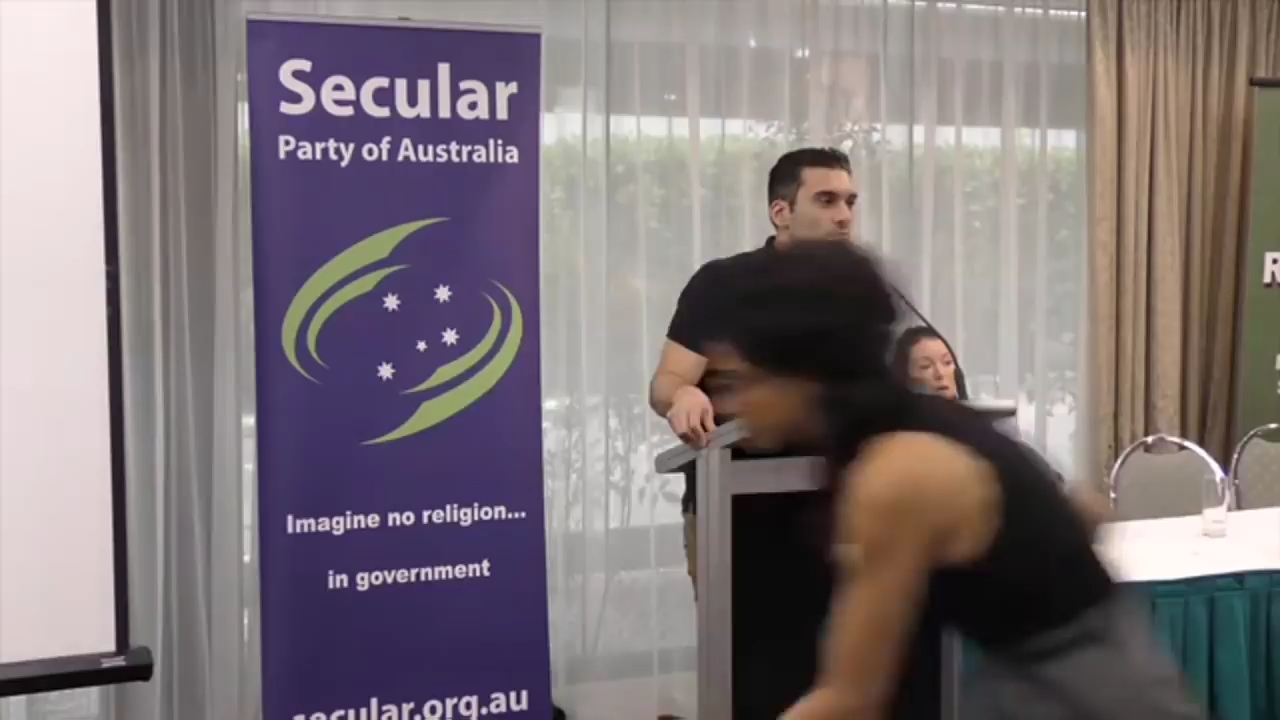 Secular
Party of Australia
Imagine no religion...
in government
secular.org.au
R